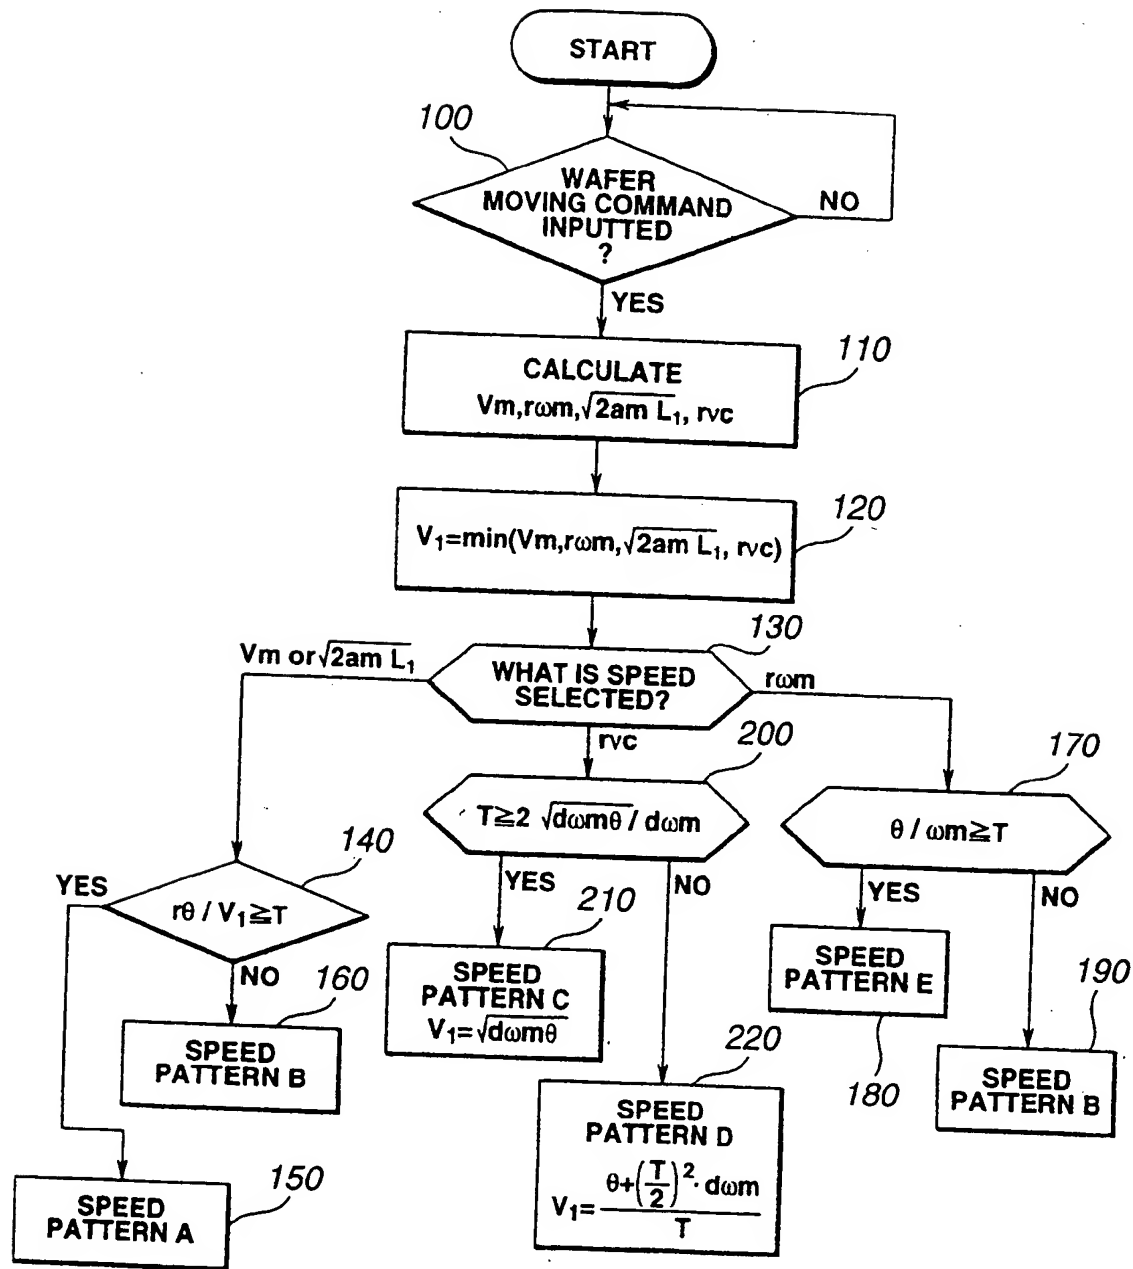 START
100
WAFER
MOVING COMMAND
INPUTTED
?
NO
YES
110
CALCULATE
Vm,rωm,√2am L₁, rνc
120
V₁=min(Vm,rωm,√2am L₁, rνc)
130
Vm or√2am L₁
WHAT IS SPEED
SELECTED?
rωm
rνc
200
170
T≧2 √dωmθ / dωm
θ / ωm≧T
140
YES
rθ / V₁≧T
NO
YES
NO
YES
NO
210
SPEED
PATTERN C
V₁=√dωmθ
SPEED
PATTERN E
180
160
SPEED
PATTERN B
190
SPEED
PATTERN B
220
SPEED
PATTERN D
V₁=θ+(T/2)²· dωm/T
150
SPEED
PATTERN A